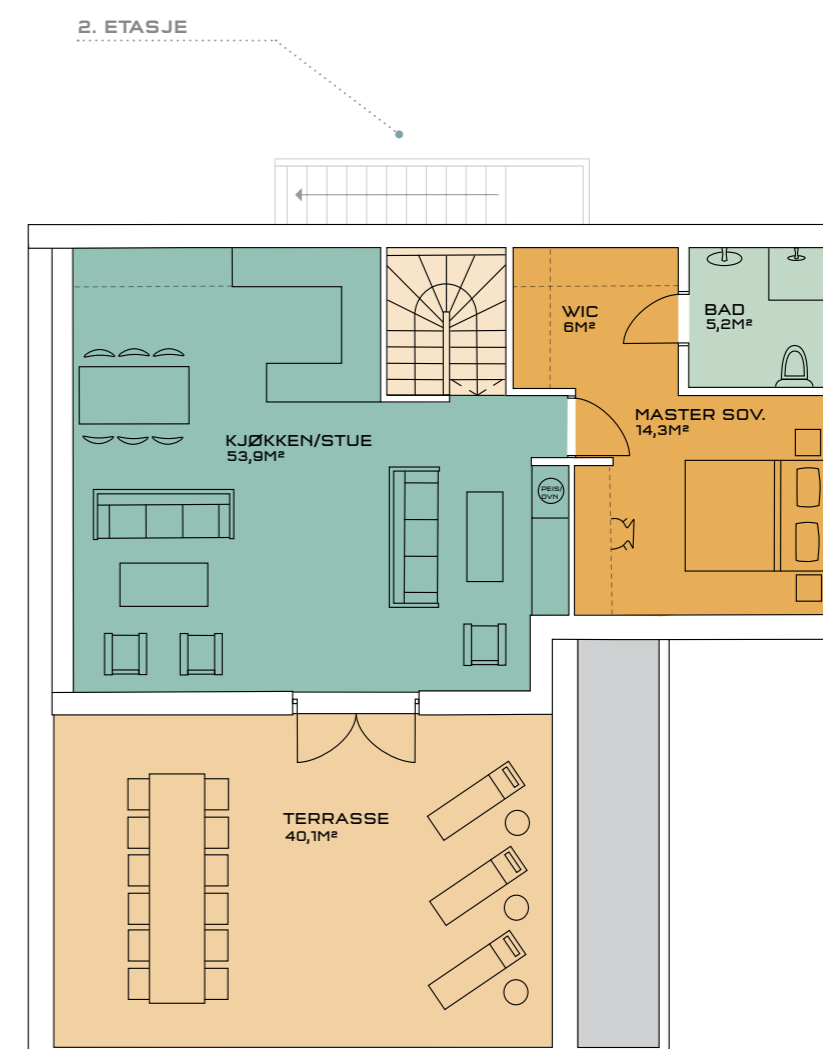 2. ETASJE
WIC
6M²
BAD
5,2M²
MASTER SOV.
14,3M²
KJØKKEN/STUE
53,9M²
PEIS/
OVN
TERRASSE
40,1M²